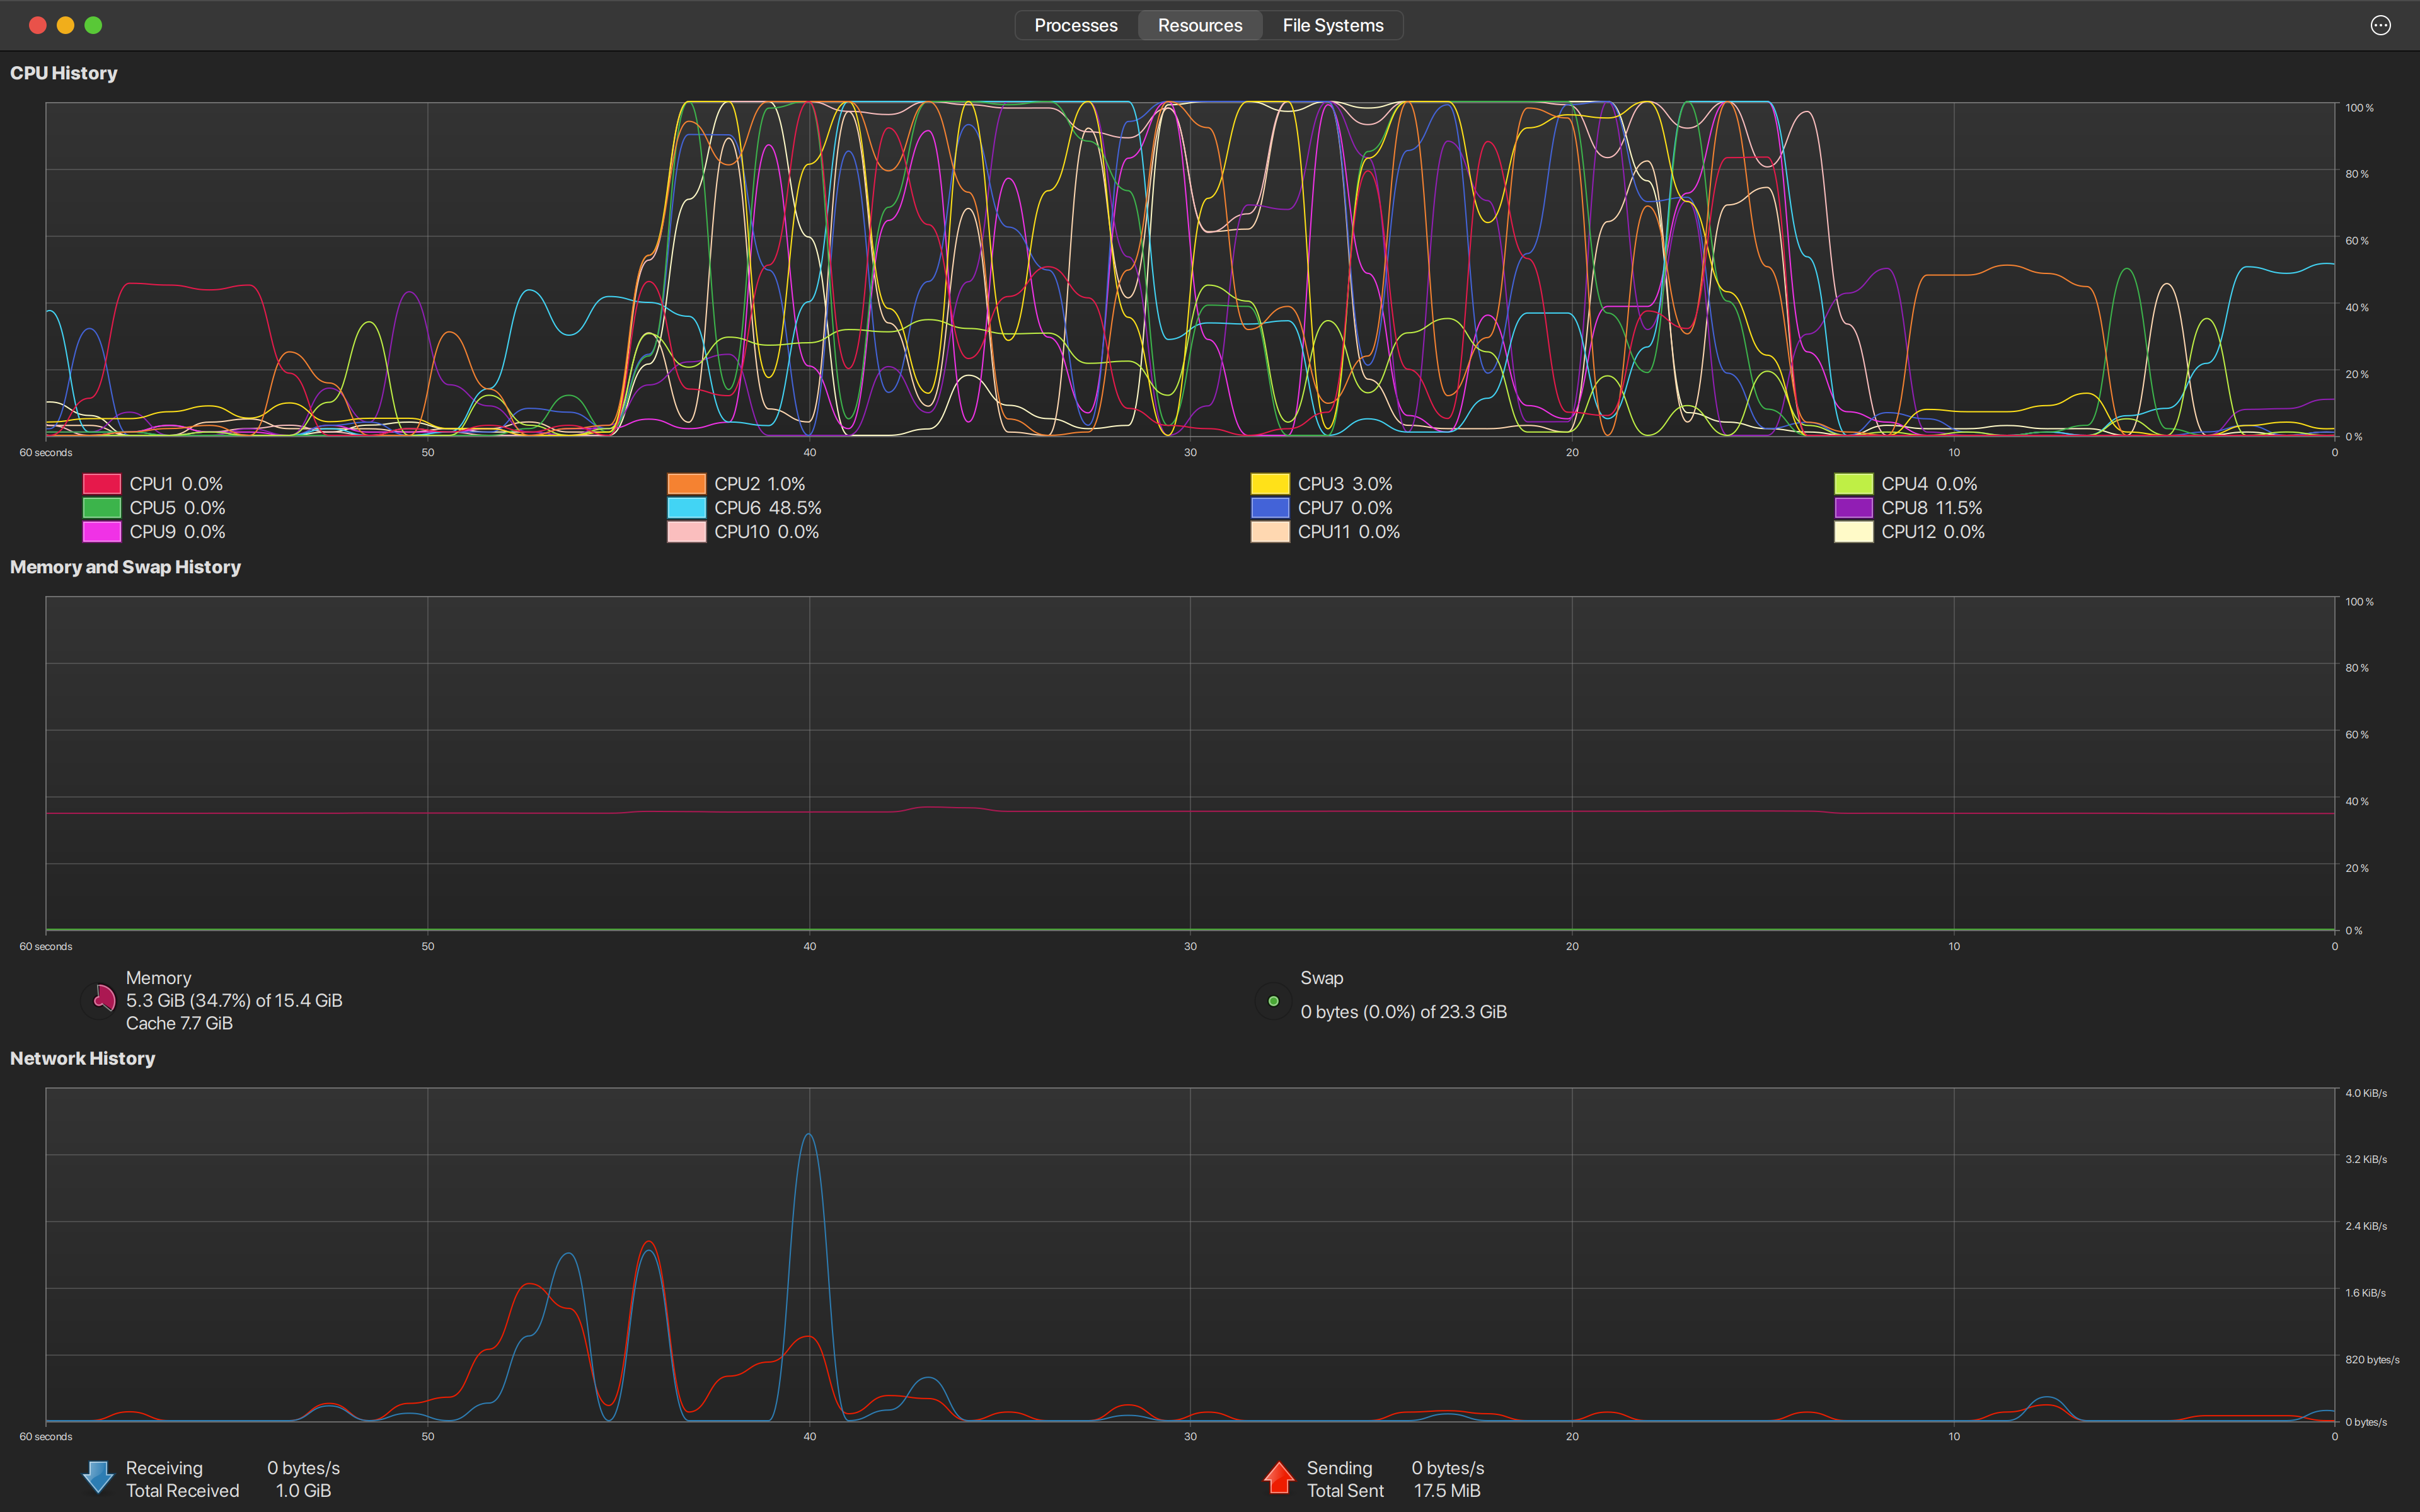 Processes Resources File Systems
CPU History
100 %
80 %
60 %
40 %
20 %
0 %
60 seconds 50 40 30 20 10 0
CPU1 0.0% CPU2 1.0% CPU3 3.0% CPU4 0.0%
CPU5 0.0% CPU6 48.5% CPU7 0.0% CPU8 11.5%
CPU9 0.0% CPU10 0.0% CPU11 0.0% CPU12 0.0%
Memory and Swap History
100 %
80 %
60 %
40 %
20 %
0 %
60 seconds 50 40 30 20 10 0
Memory
5.3 GiB (34.7%) of 15.4 GiB
Cache 7.7 GiB
Swap
0 bytes (0.0%) of 23.3 GiB
Network History
4.0 KiB/s
3.2 KiB/s
2.4 KiB/s
1.6 KiB/s
820 bytes/s
0 bytes/s
60 seconds 50 40 30 20 10 0
Receiving 0 bytes/s
Total Received 1.0 GiB
Sending 0 bytes/s
Total Sent 17.5 MiB